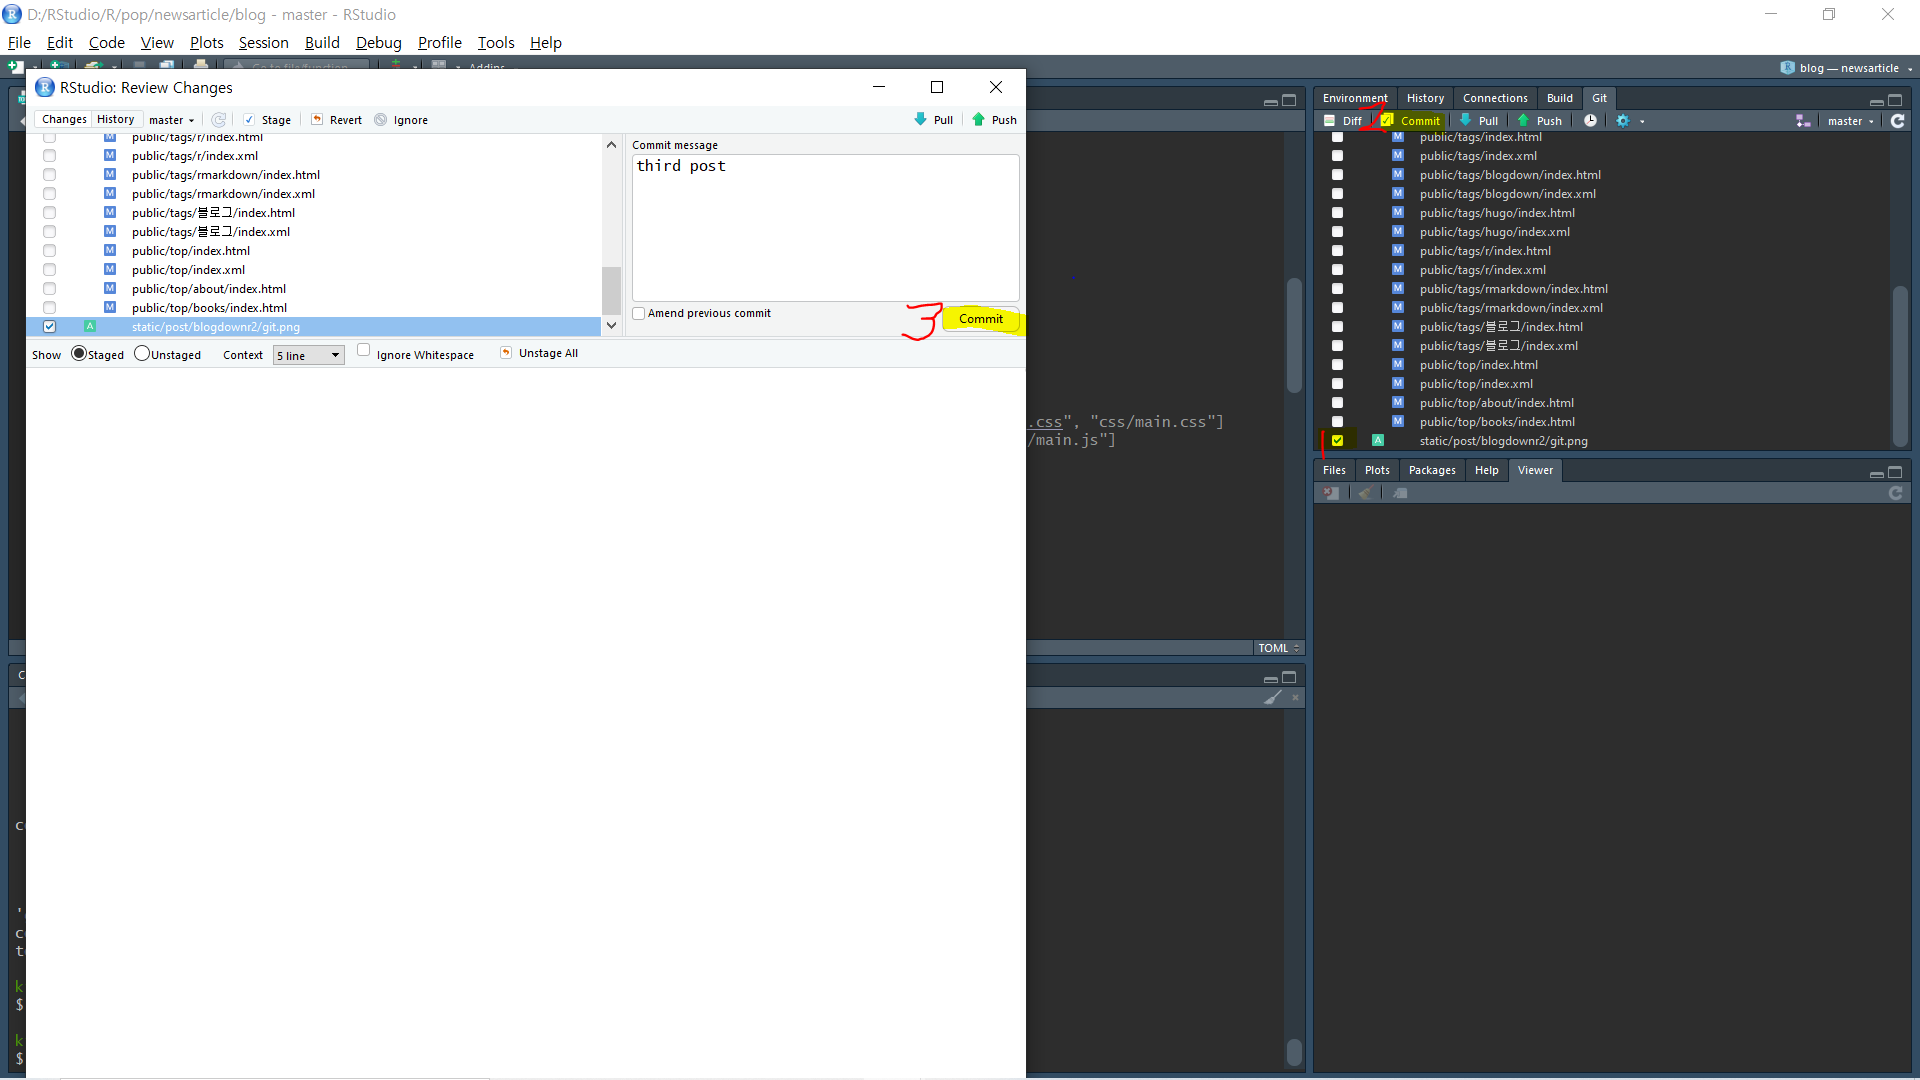 D:/RStudio/R/pop/newsarticle/blog - master - RStudio
File Edit Code View Plots Session Build Debug Profile Tools Help
Go to file/function Addins
blog — newsarticle
RStudio: Review Changes
Changes History master Stage Revert Ignore Pull Push
public/tags/r/index.html
public/tags/r/index.xml
public/tags/rmarkdown/index.html
public/tags/rmarkdown/index.xml
public/tags/블로그/index.html
public/tags/블로그/index.xml
public/top/index.html
public/top/index.xml
public/top/about/index.html
public/top/books/index.html
static/post/blogdownr2/git.png
Commit message
third post
Amend previous commit
3
Commit
Show Staged Unstaged Context 5 line Ignore Whitespace Unstage All
.css", "css/main.css"]
/main.js"]
TOML
Environment History Connections Build Git
2
Diff Commit Pull Push master
public/tags/index.html
public/tags/index.xml
public/tags/blogdown/index.html
public/tags/blogdown/index.xml
public/tags/hugo/index.html
public/tags/hugo/index.xml
public/tags/r/index.html
public/tags/r/index.xml
public/tags/rmarkdown/index.html
public/tags/rmarkdown/index.xml
public/tags/블로그/index.html
public/tags/블로그/index.xml
public/top/index.html
public/top/index.xml
public/top/about/index.html
public/top/books/index.html
1
static/post/blogdownr2/git.png
Files Plots Packages Help Viewer
k
$
k
$